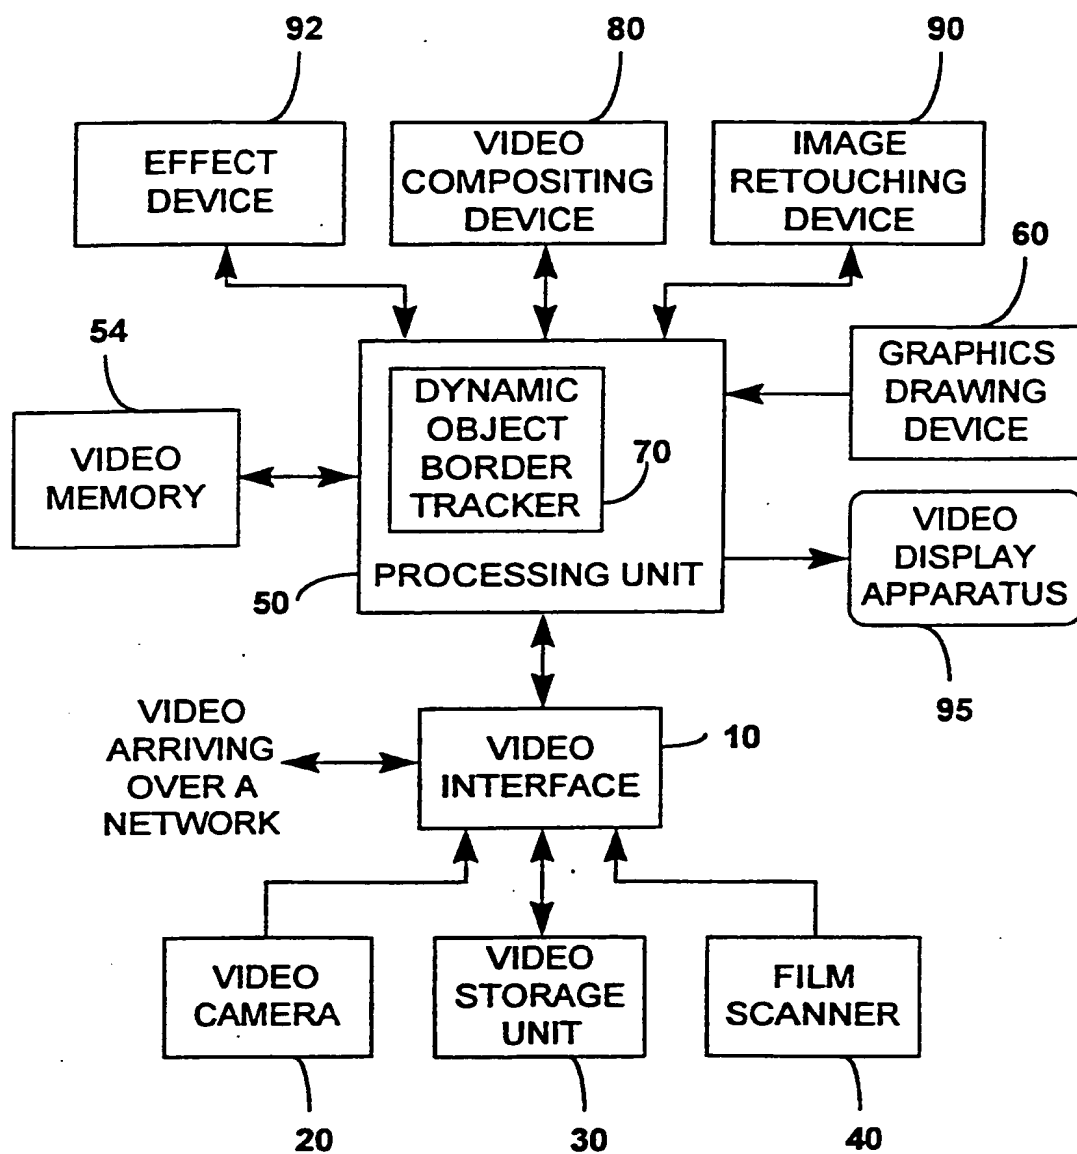 92
80
90
EFFECT
DEVICE
VIDEO
COMPOSITING
DEVICE
IMAGE
RETOUCHING
DEVICE
60
54
GRAPHICS
DRAWING
DEVICE
VIDEO
MEMORY
DYNAMIC
OBJECT
BORDER
TRACKER
70
PROCESSING UNIT
50
VIDEO
DISPLAY
APPARATUS
95
VIDEO
ARRIVING
OVER A
NETWORK
VIDEO
INTERFACE
10
VIDEO
CAMERA
VIDEO
STORAGE
UNIT
FILM
SCANNER
20
30
40